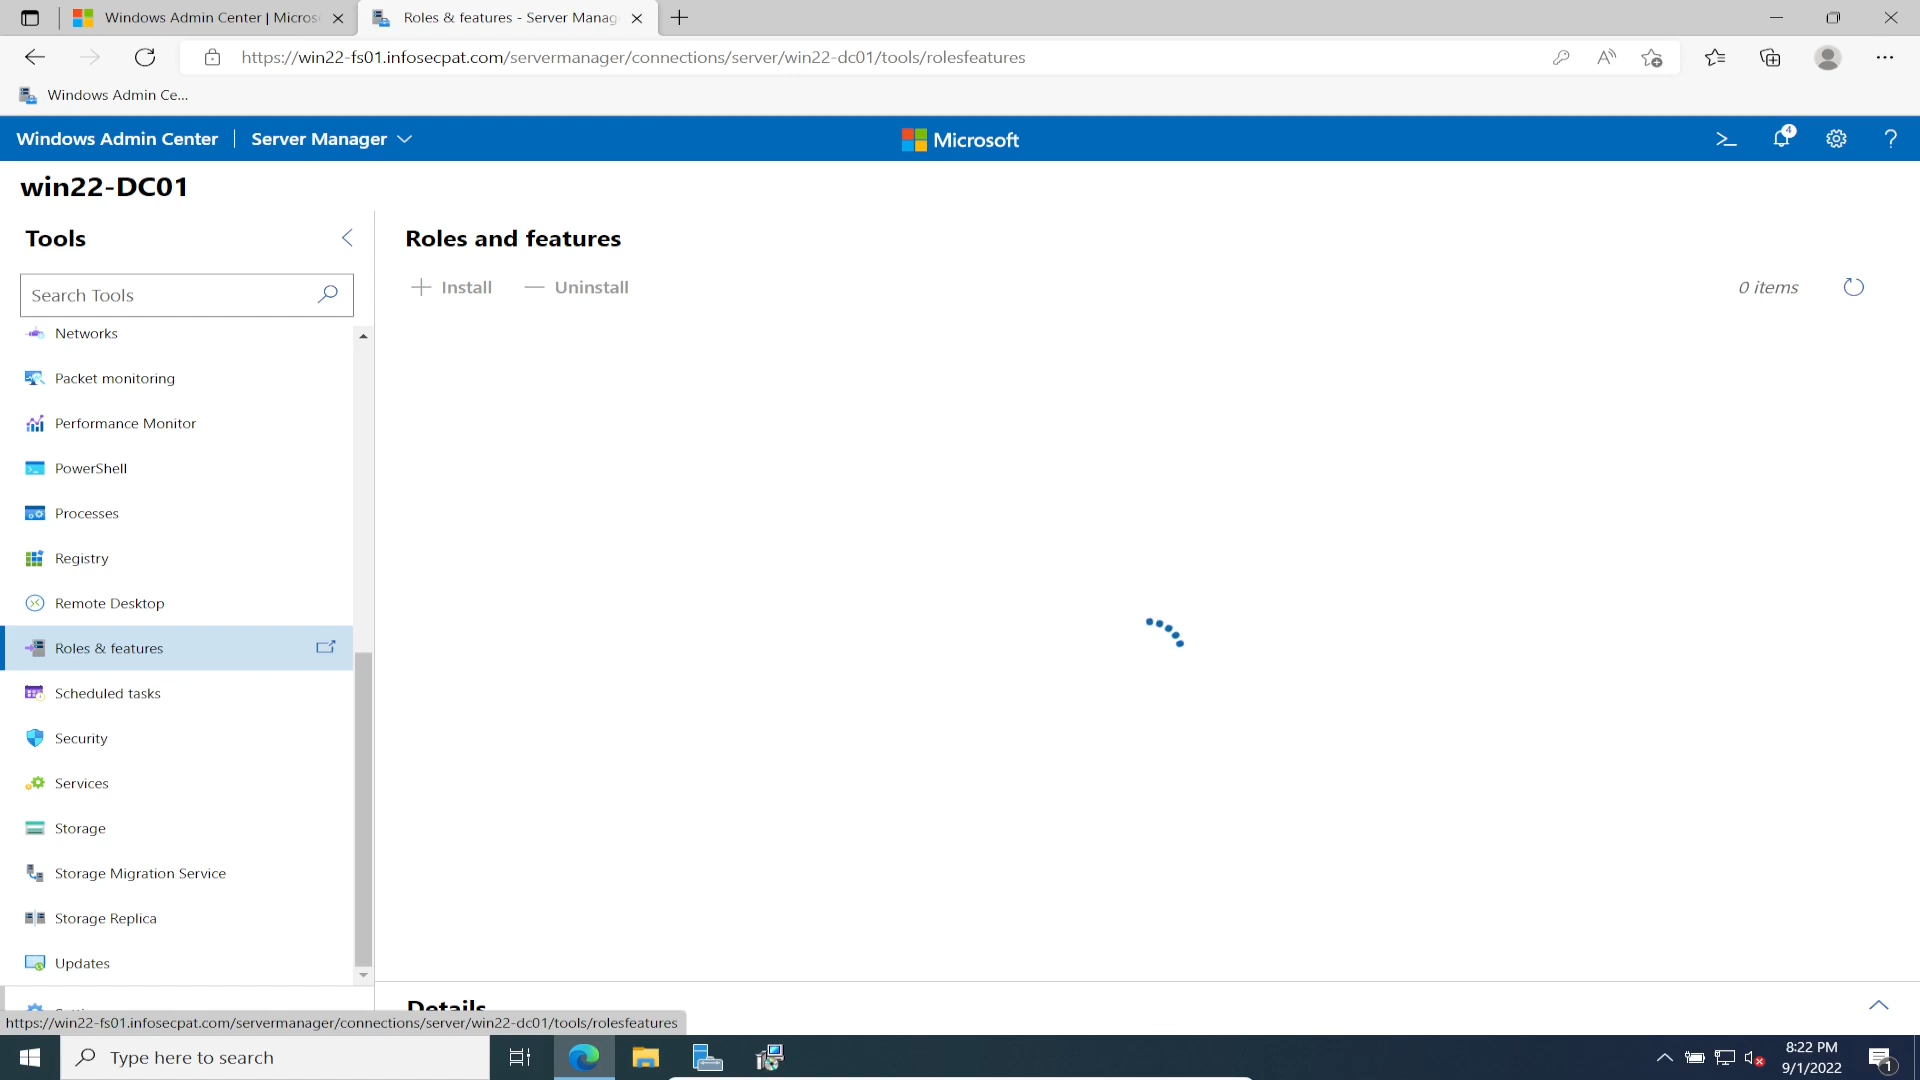 Windows Admin Center | Micros
Roles & features - Server Manag
https://win22-fs01.infosecpat.com/servermanager/connections/server/win22-dc01/tools/rolesfeatures
Windows Admin Ce...
Windows Admin Center
Server Manager
Microsoft
4
win22-DC01
Tools
Roles and features
Search Tools
Install
Uninstall
0 items
Networks
Packet monitoring
Performance Monitor
PowerShell
Processes
Registry
Remote Desktop
Roles & features
Scheduled tasks
Security
Services
Storage
Storage Migration Service
Storage Replica
Updates
Details
https://win22-fs01.infosecpat.com/servermanager/connections/server/win22-dc01/tools/rolesfeatures
Type here to search
8:22 PM
9/1/2022
1